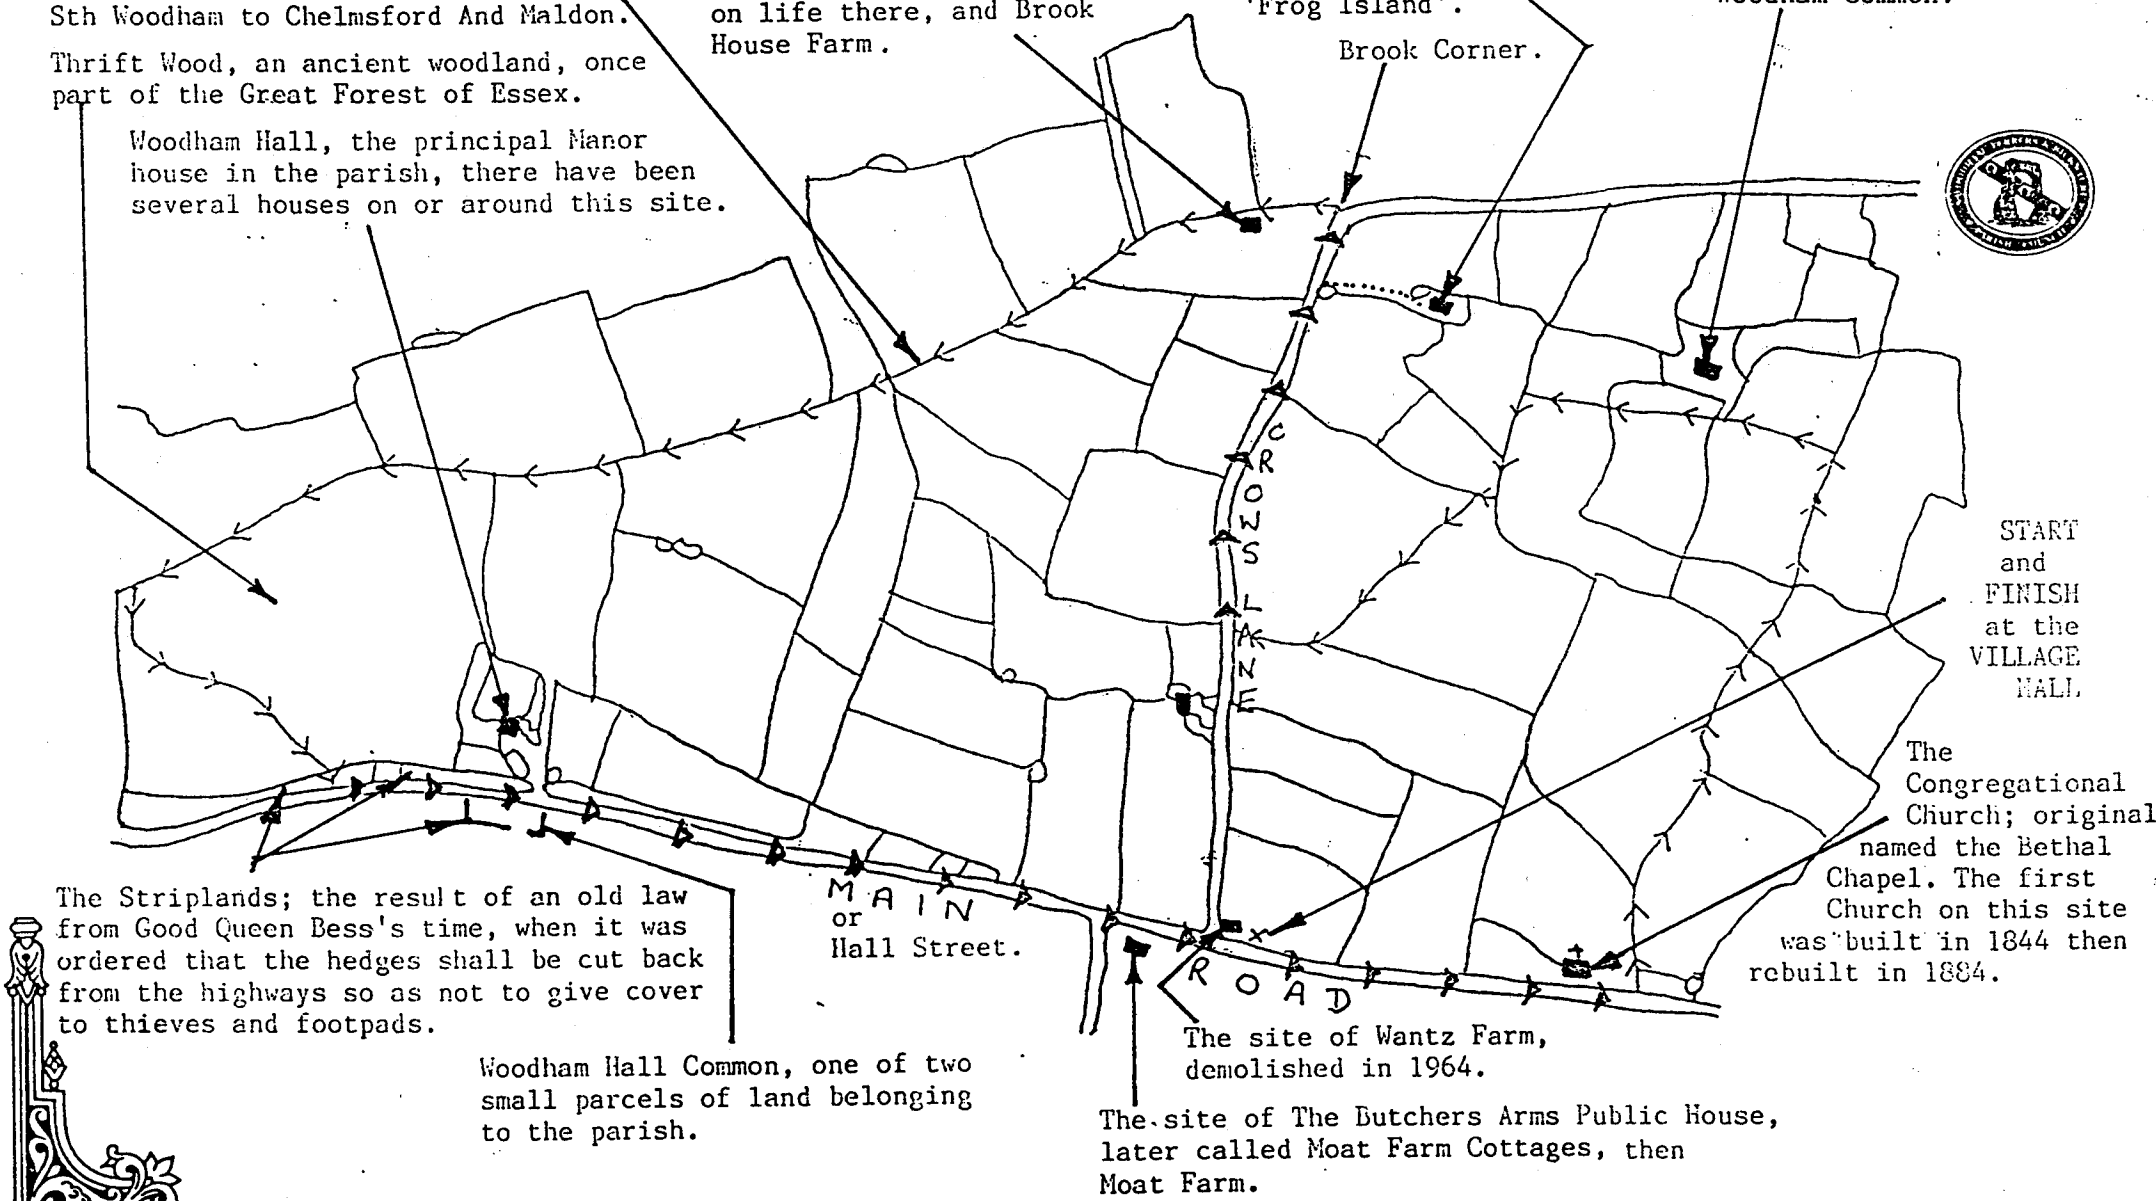 Sth Woodham to Chelmsford And Maldon.
Thrift Wood, an ancient woodland, once
part of the Great Forest of Essex.
Woodham Hall, the principal Manor
house in the parish, there have been
several houses on or around this site.
on life there, and Brook
House Farm.
'Frog Island'.
Brook Corner.
Woodham Common.
CROWS LANE
START
and
FINISH
at the
VILLAGE
HALL
The
Congregational
Church; original
named the Bethal
Chapel. The first
Church on this site
was built in 1844 then
rebuilt in 1884.
MAIN
or
Hall Street.
ROAD
The Striplands; the result of an old law
from Good Queen Bess's time, when it was
ordered that the hedges shall be cut back
from the highways so as not to give cover
to thieves and footpads.
Woodham Hall Common, one of two
small parcels of land belonging
to the parish.
The site of Wantz Farm,
demolished in 1964.
The site of The Butchers Arms Public House,
later called Moat Farm Cottages, then
Moat Farm.